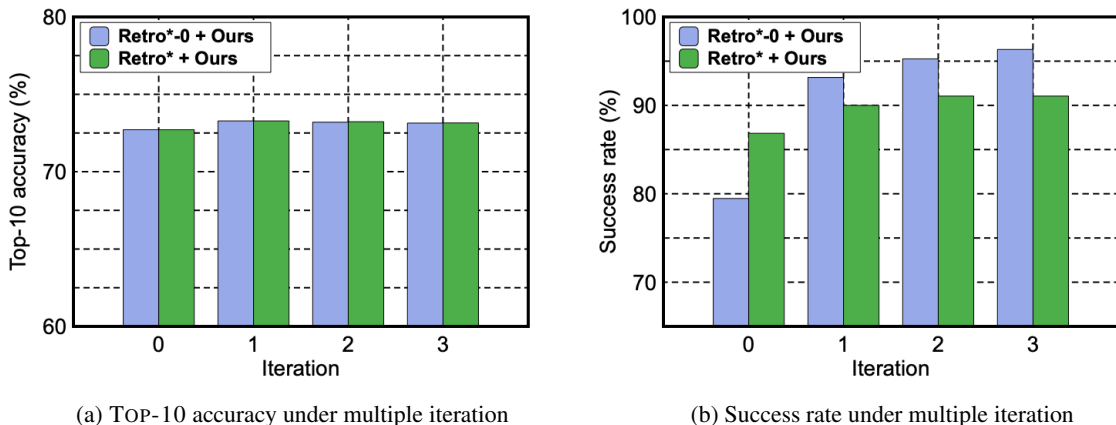 80
72
60
Top-10 accuracy (%)
Retro*-0 + Ours
Retro* + Ours
0 1 2 3
Iteration
(a) TOP-10 accuracy under multiple iteration
100
90
80
70
Success rate (%)
Retro*-0 + Ours
Retro* + Ours
0 1 2 3
Iteration
(b) Success rate under multiple iteration